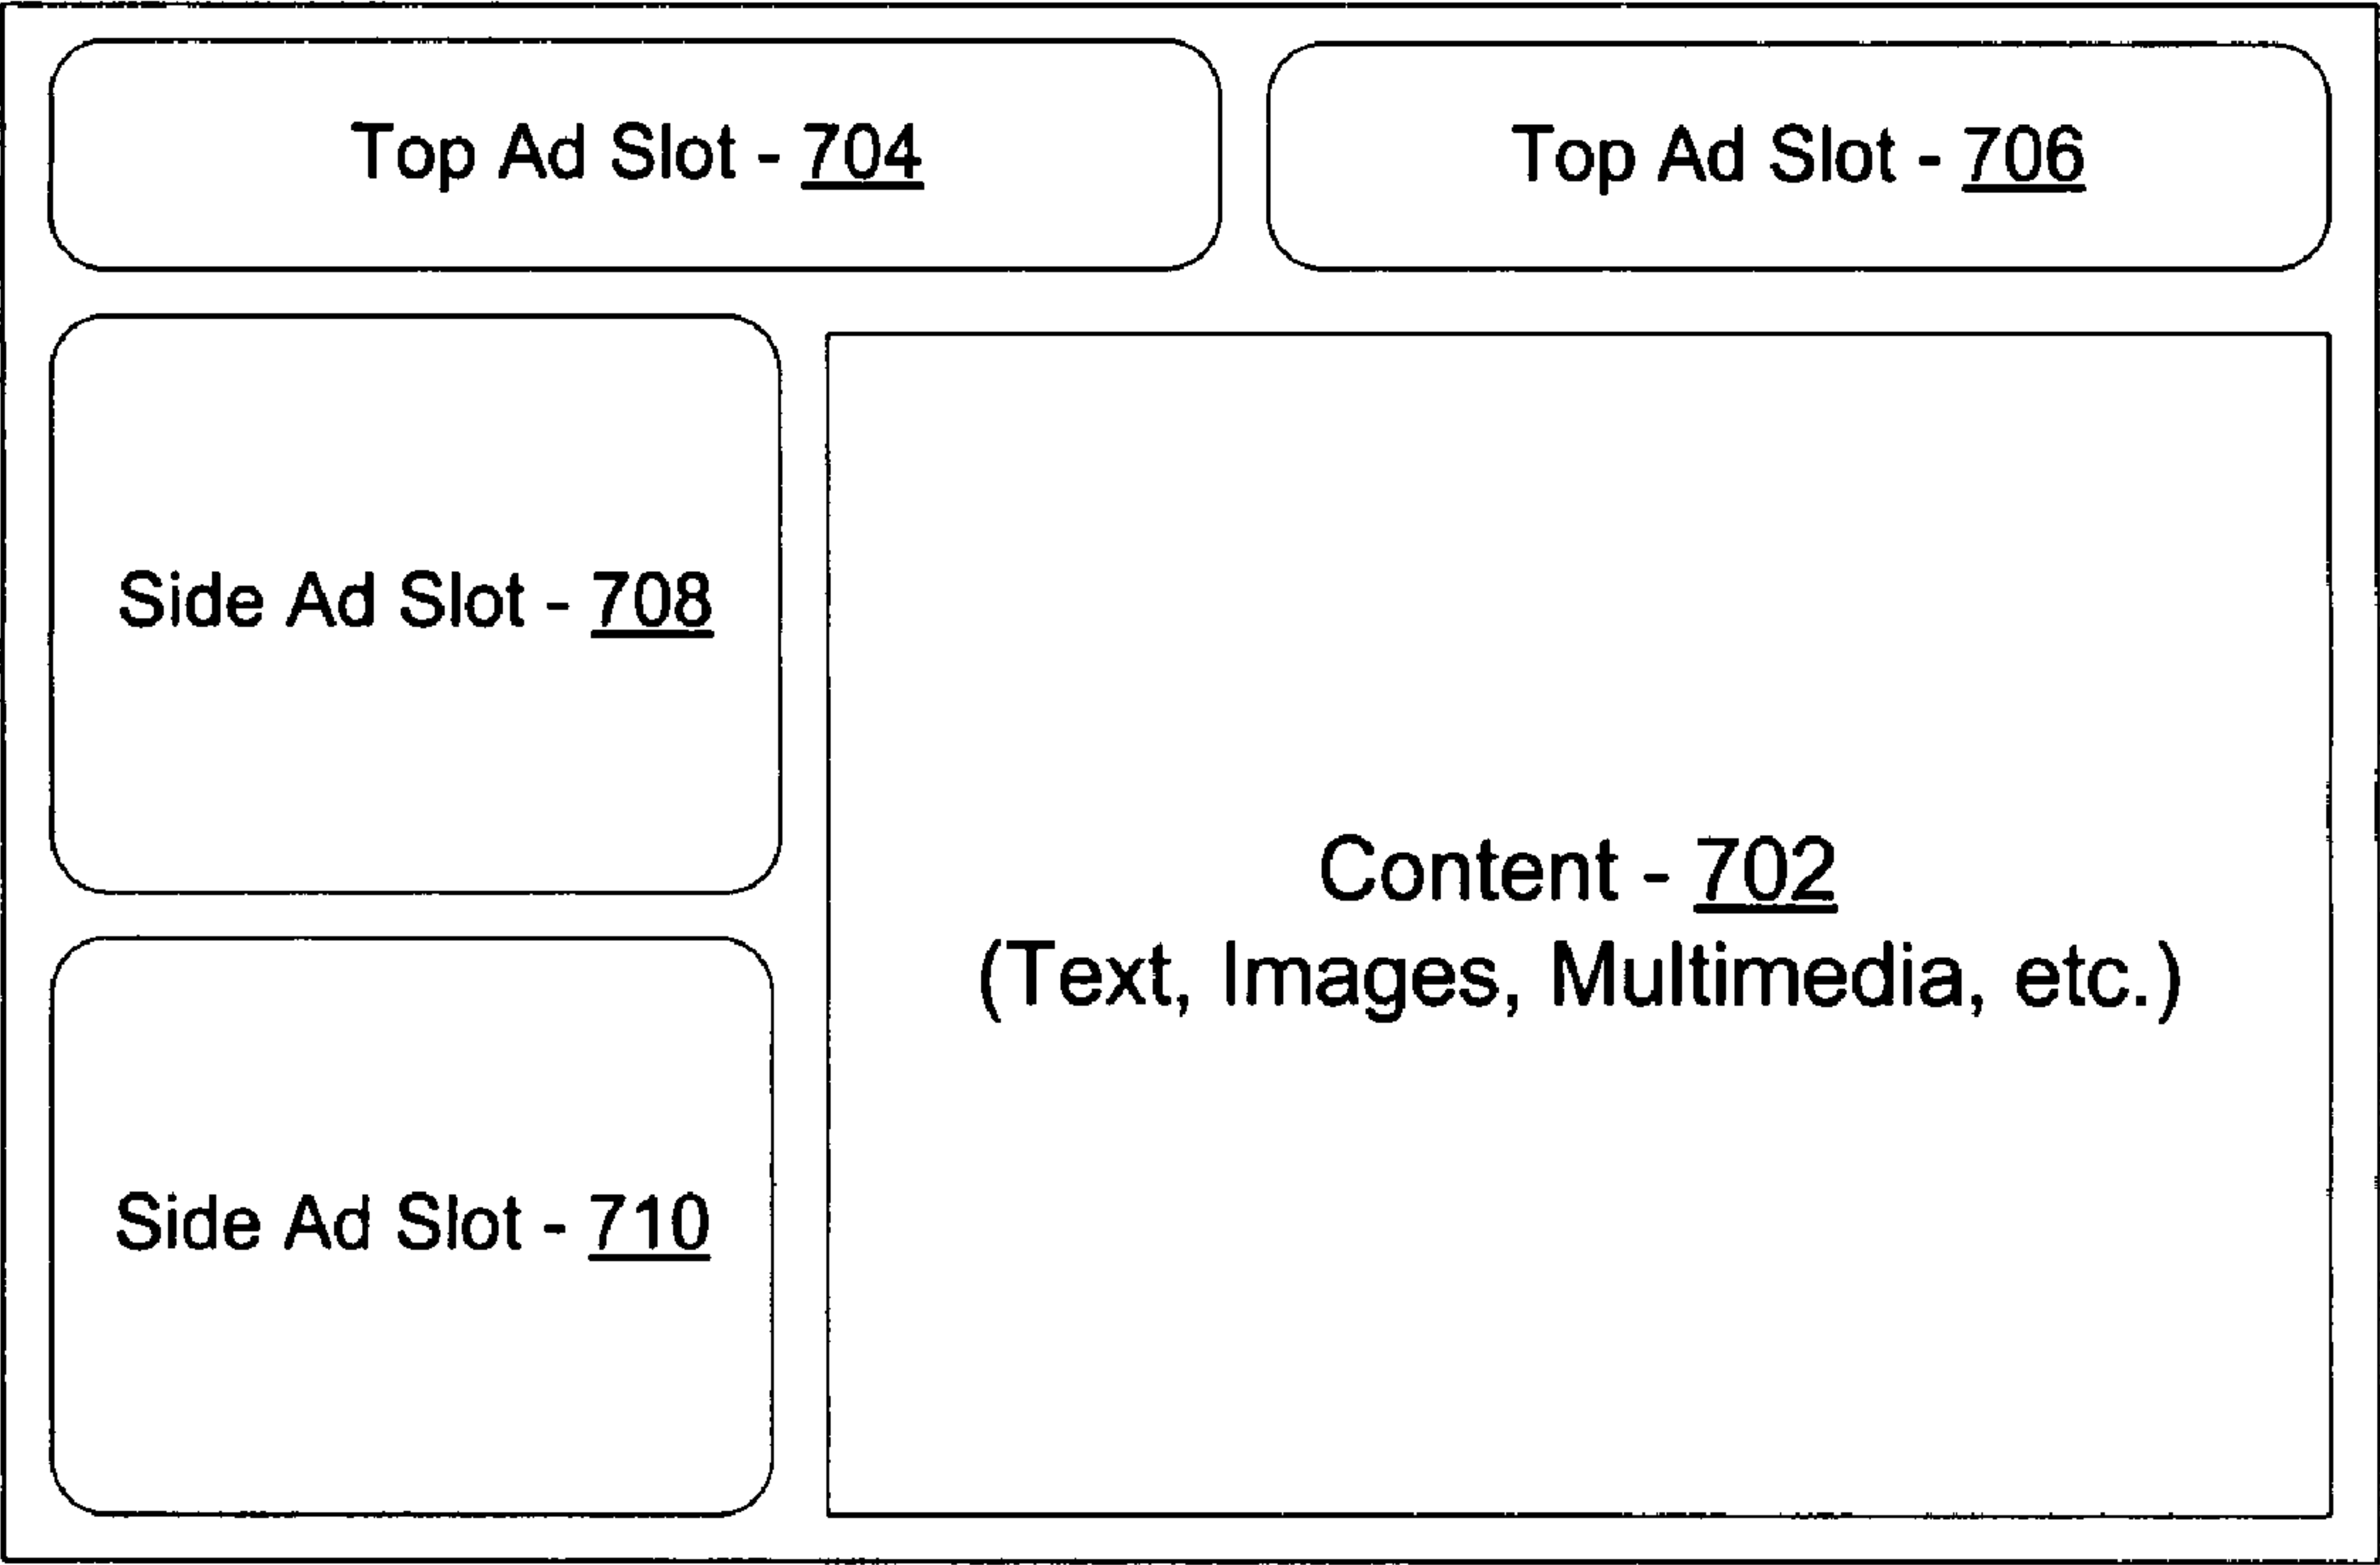 Top Ad Slot - 704
Top Ad Slot - 706
Side Ad Slot - 708
Content - 702
(Text, Images, Multimedia, etc.)
Side Ad Slot - 710